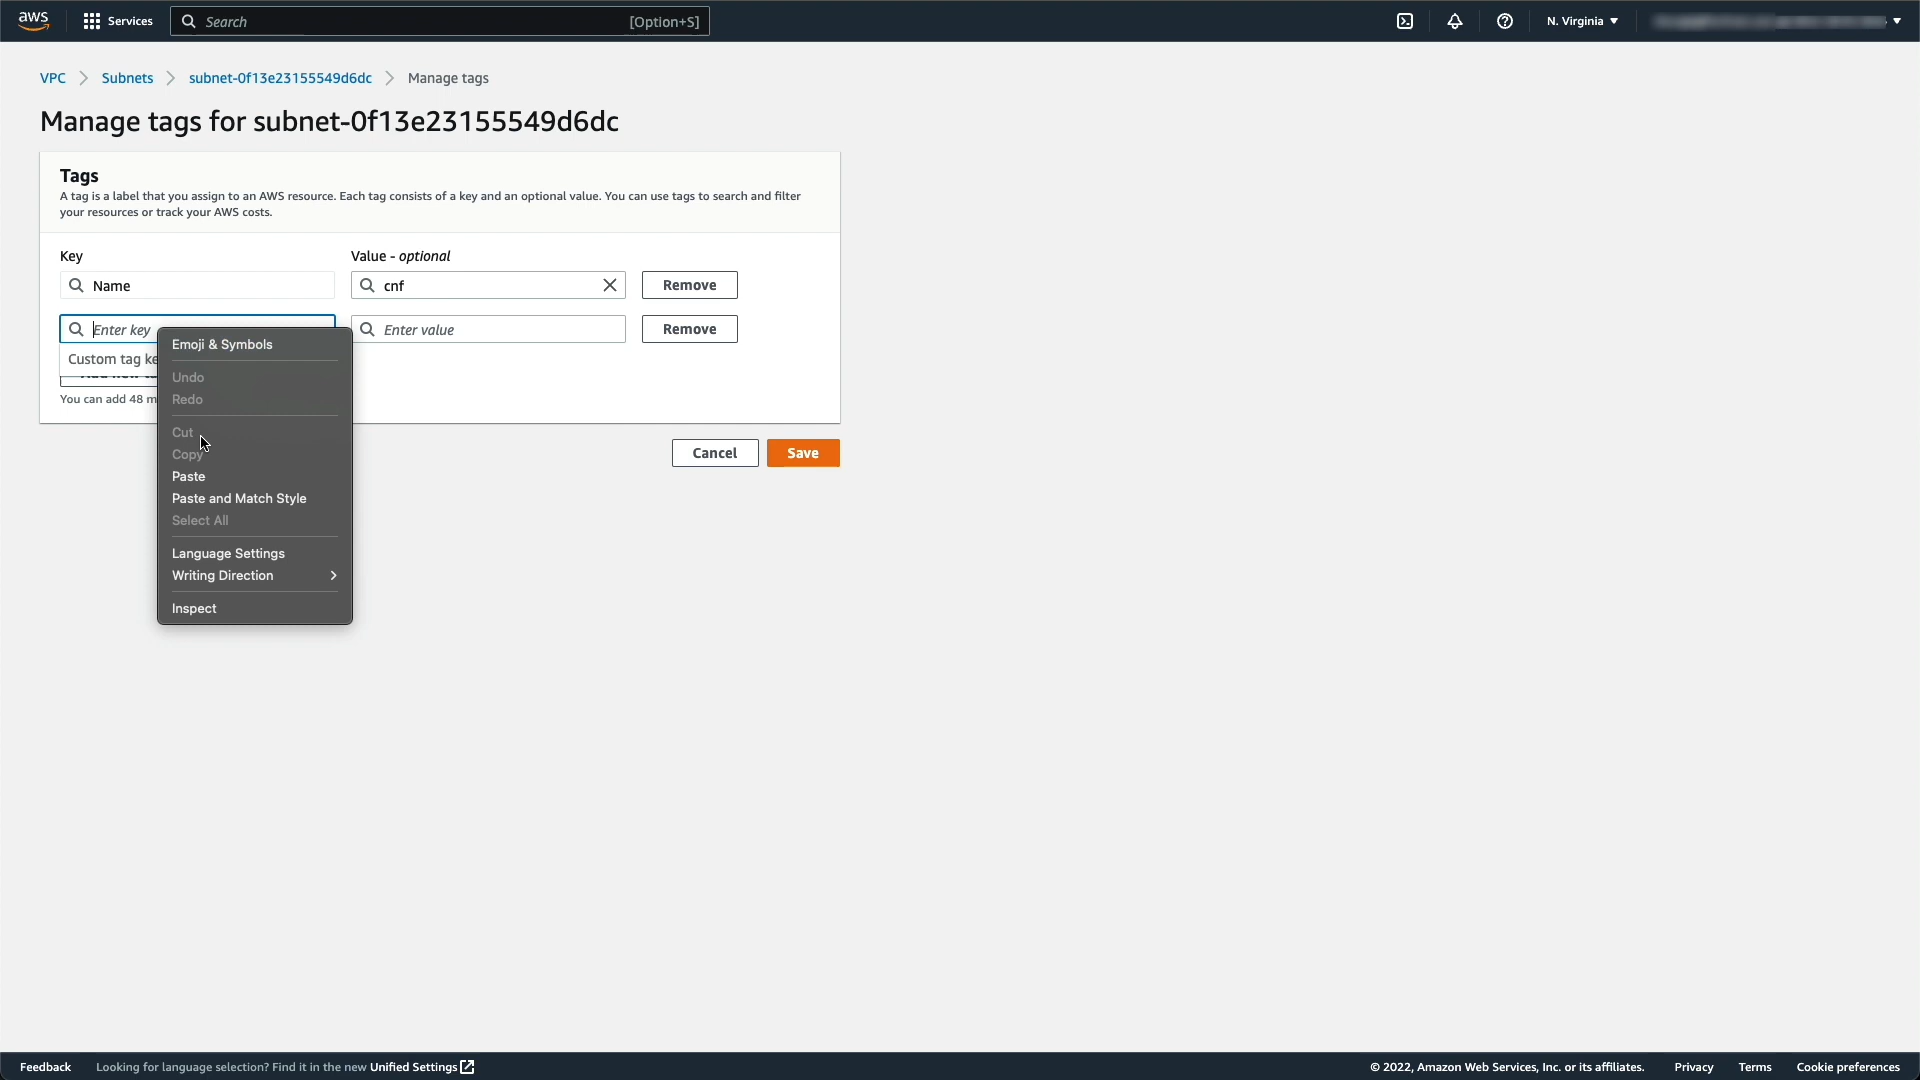 aws
Services
Search
[Option+S]
N. Virginia
VPC
Subnets
subnet-0f13e23155549d6dc
Manage tags
Manage tags for subnet-0f13e23155549d6dc
Tags
A tag is a label that you assign to an AWS resource. Each tag consists of a key and an optional value. You can use tags to search and filter
your resources or track your AWS costs.
Key
Value - optional
Name
cnf
Remove
Enter key
Enter value
Remove
Custom tag ke
You can add 48 m
Emoji & Symbols
Undo
Redo
Cut
Copy
Paste
Paste and Match Style
Select All
Language Settings
Writing Direction
Inspect
Cancel
Save
Feedback
Looking for language selection? Find it in the new Unified Settings
© 2022, Amazon Web Services, Inc. or its affiliates.
Privacy
Terms
Cookie preferences